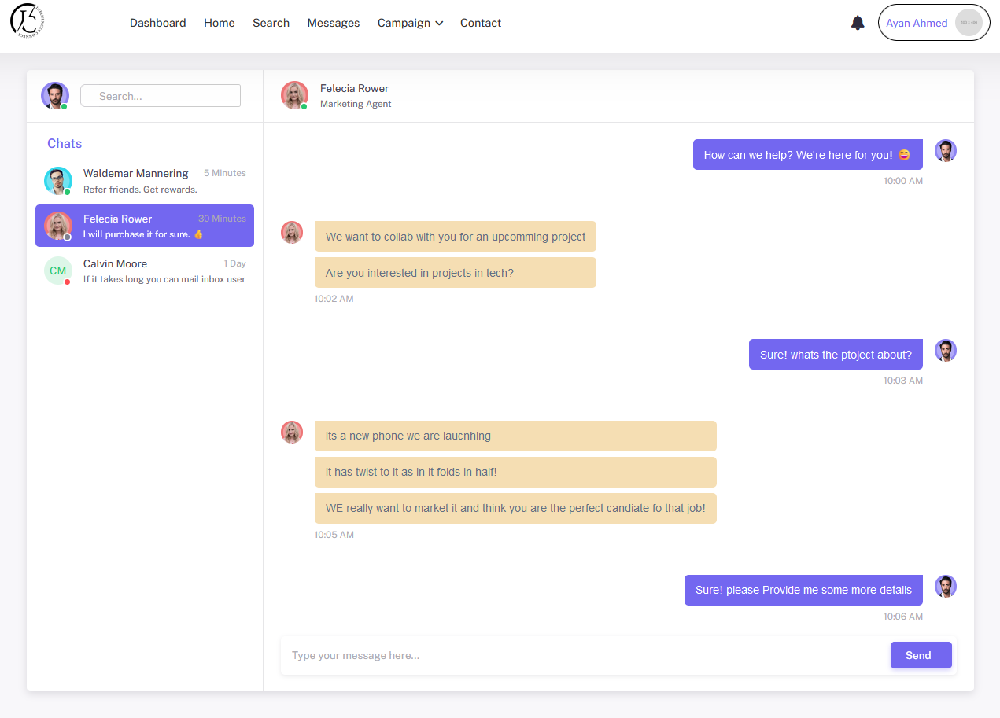 INFLUENCER CONNECT
Dashboard Home Search Messages Campaign Contact
Ayan Ahmed
Search...
Felecia Rower
Marketing Agent
Chats
Waldemar Mannering 5 Minutes
Refer friends. Get rewards.
Felecia Rower 30 Minutes
I will purchase it for sure. 👍
CM
Calvin Moore 1 Day
If it takes long you can mail inbox user
How can we help? We're here for you! 😄
10:00 AM
We want to collab with you for an upcomming project
Are you interested in projects in tech?
10:02 AM
Sure! whats the ptoject about?
10:03 AM
Its a new phone we are laucnhing
It has twist to it as in it folds in half!
WE really want to market it and think you are the perfect candiate fo that job!
10:05 AM
Sure! please Provide me some more details
10:06 AM
Type your message here...
Send